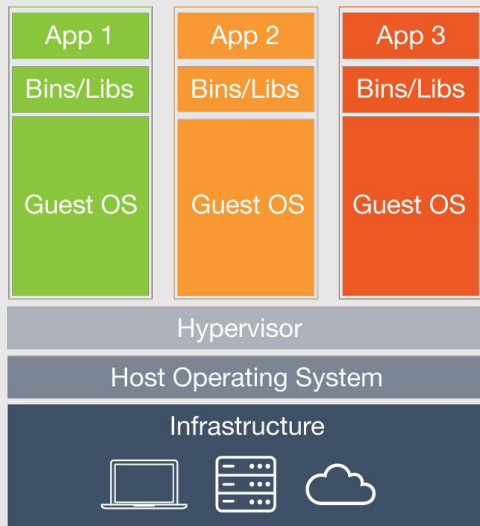 App 1
App 2
App 3
Bins/Libs
Bins/Libs
Bins/Libs
Guest OS
Guest OS
Guest OS
Hypervisor
Host Operating System
Infrastructure